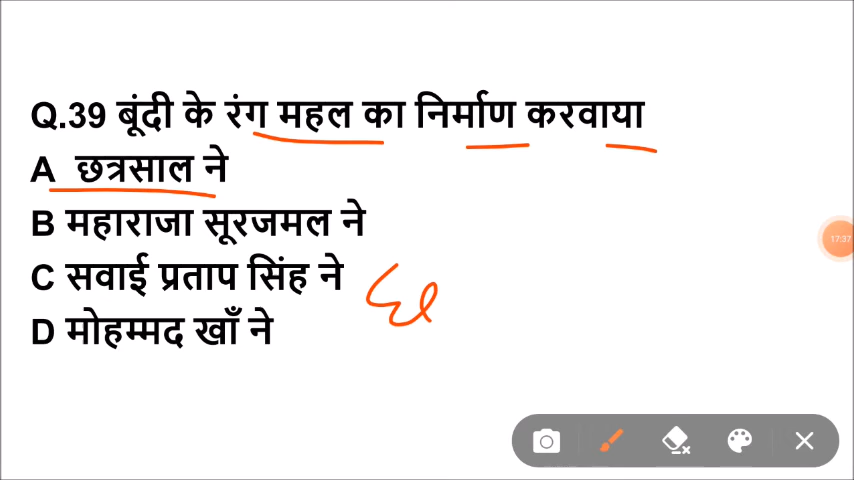 Q.39 बूंदी के रंग महल का निर्माण करवाया
A छत्रसाल ने
B महाराजा सूरजमल ने
C सवाई प्रताप सिंह ने
D मोहम्मद खाँ ने
17:37